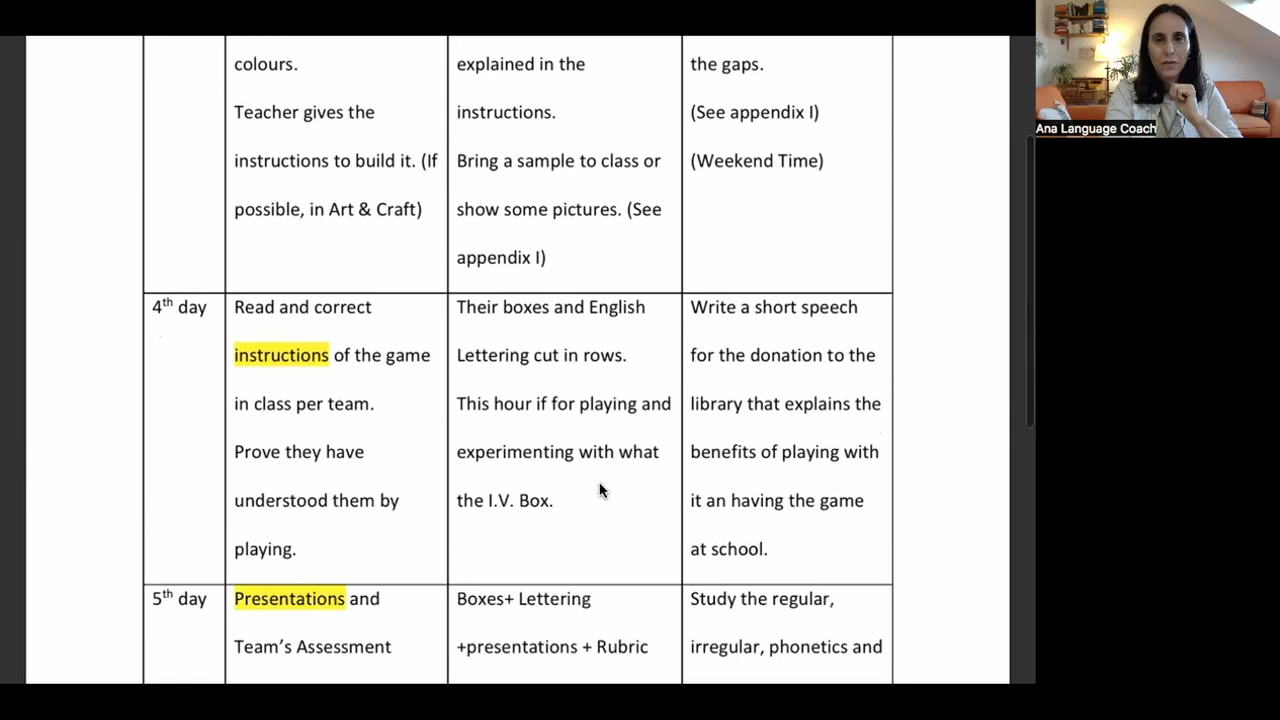 colours.
Teacher gives the
instructions to build it. (If
possible, in Art & Craft)
explained in the
instructions.
Bring a sample to class or
show some pictures. (See
appendix I)
the gaps.
(See appendix I)
(Weekend Time)
4th day
Read and correct
instructions of the game
in class per team.
Prove they have
understood them by
playing.
Their boxes and English
Lettering cut in rows.
This hour if for playing and
experimenting with what
the I.V. Box.
Write a short speech
for the donation to the
library that explains the
benefits of playing with
it an having the game
at school.
5th day
Presentations and
Team's Assessment
Boxes+ Lettering
+presentations + Rubric
Study the regular,
irregular, phonetics and
Ana Language Coach